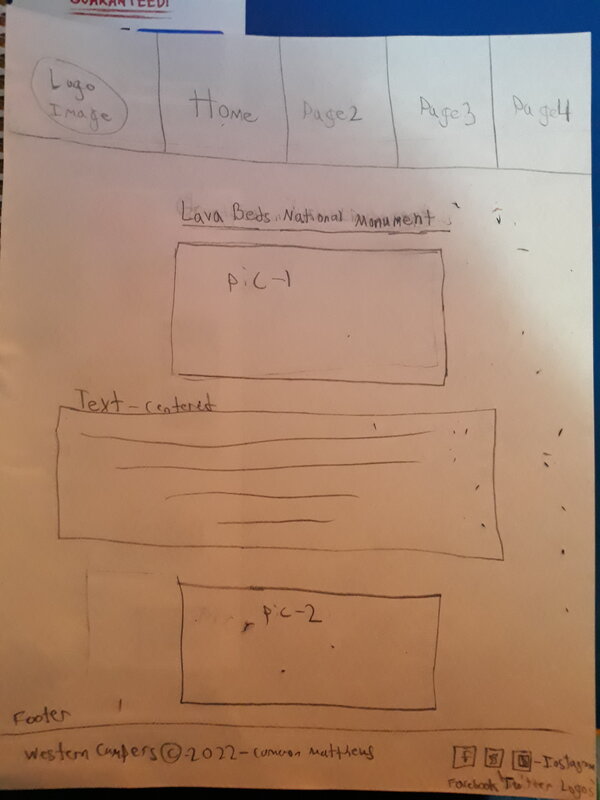 GUARANTEED!
Logo
Image
Home
Page2
Page3
Page4
Lava Beds National Monument
pic-1
Text-centered
pic-2
Footer
Western Campers © 2022 - Cameron Matthews
f
- Instagram
Facebook Twitter Logos